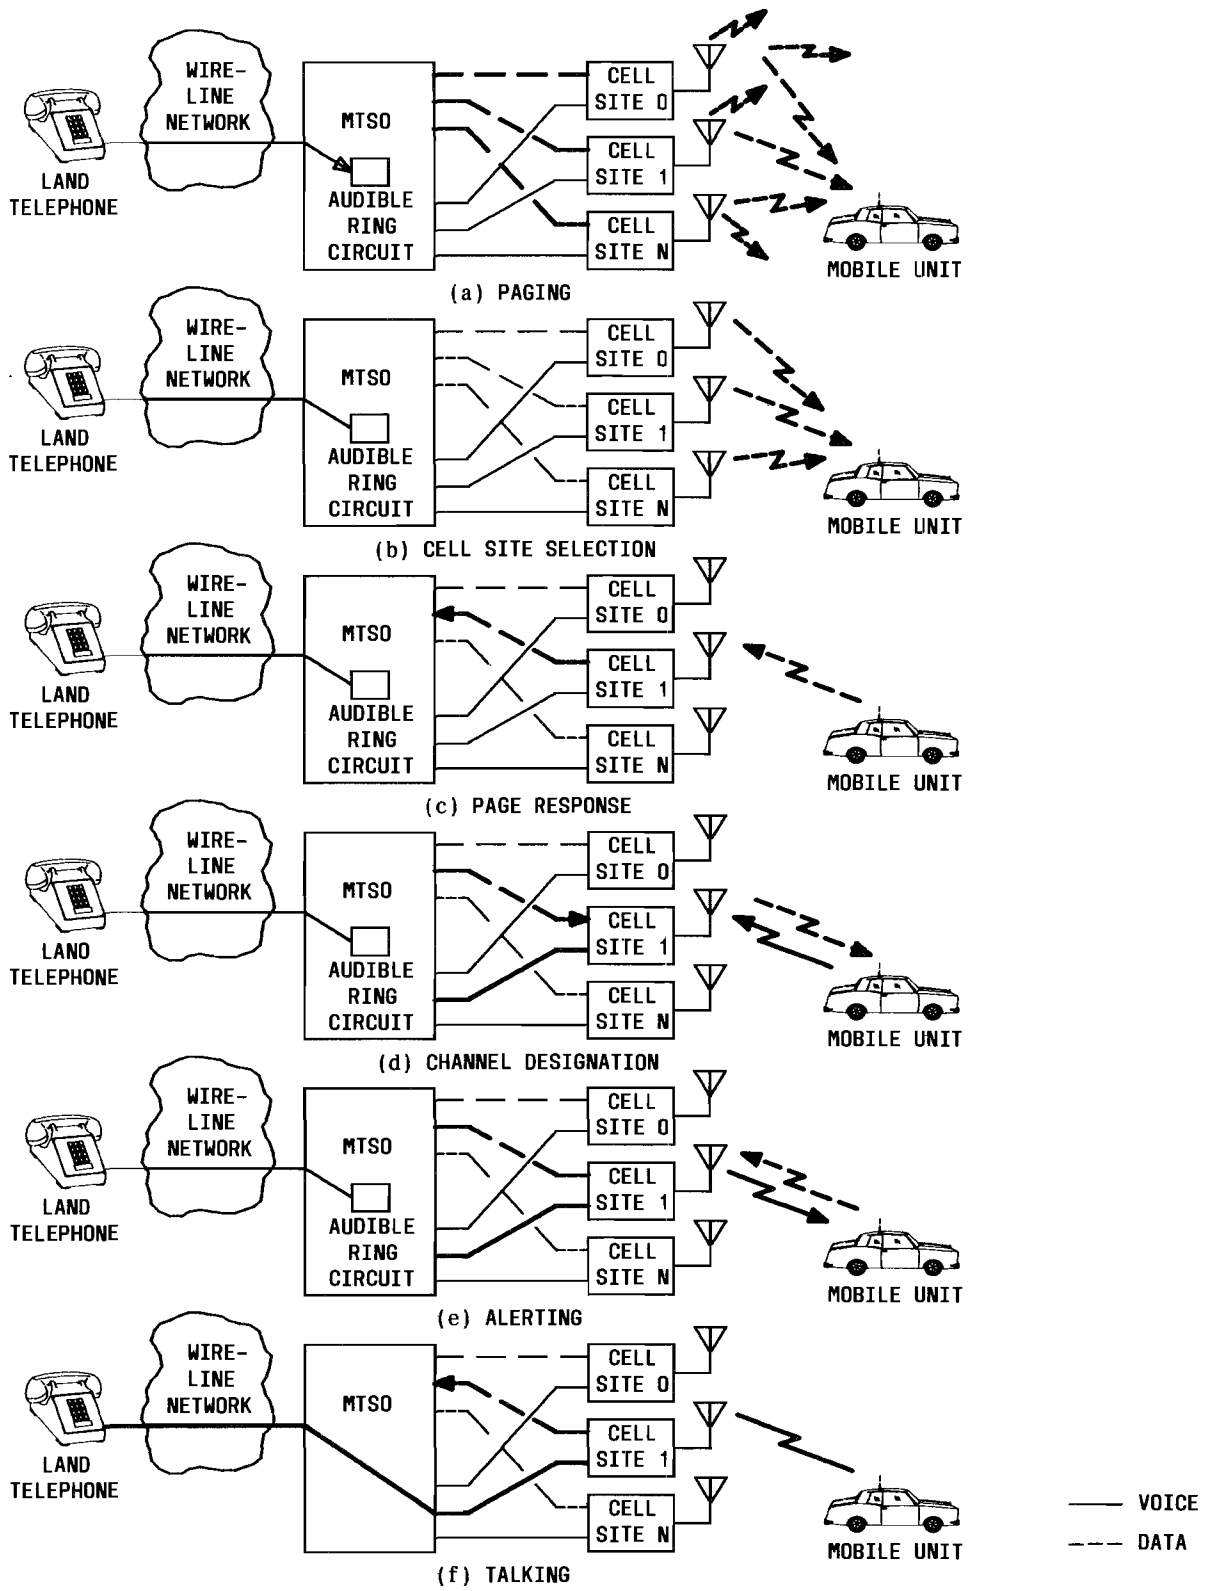 WIRE-
LINE
NETWORK
LAND
TELEPHONE
MTSO
AUDIBLE
RING
CIRCUIT
CELL
SITE 0
CELL
SITE 1
CELL
SITE N
MOBILE UNIT
(a) PAGING
WIRE-
LINE
NETWORK
LAND
TELEPHONE
MTSO
AUDIBLE
RING
CIRCUIT
CELL
SITE 0
CELL
SITE 1
CELL
SITE N
MOBILE UNIT
(b) CELL SITE SELECTION
WIRE-
LINE
NETWORK
LAND
TELEPHONE
MTSO
AUDIBLE
RING
CIRCUIT
CELL
SITE 0
CELL
SITE 1
CELL
SITE N
MOBILE UNIT
(c) PAGE RESPONSE
WIRE-
LINE
NETWORK
LAND
TELEPHONE
MTSO
AUDIBLE
RING
CIRCUIT
CELL
SITE 0
CELL
SITE 1
CELL
SITE N
MOBILE UNIT
(d) CHANNEL DESIGNATION
WIRE-
LINE
NETWORK
LAND
TELEPHONE
MTSO
AUDIBLE
RING
CIRCUIT
CELL
SITE 0
CELL
SITE 1
CELL
SITE N
MOBILE UNIT
(e) ALERTING
WIRE-
LINE
NETWORK
LAND
TELEPHONE
MTSO
CELL
SITE 0
CELL
SITE 1
CELL
SITE N
MOBILE UNIT
VOICE
DATA
(f) TALKING